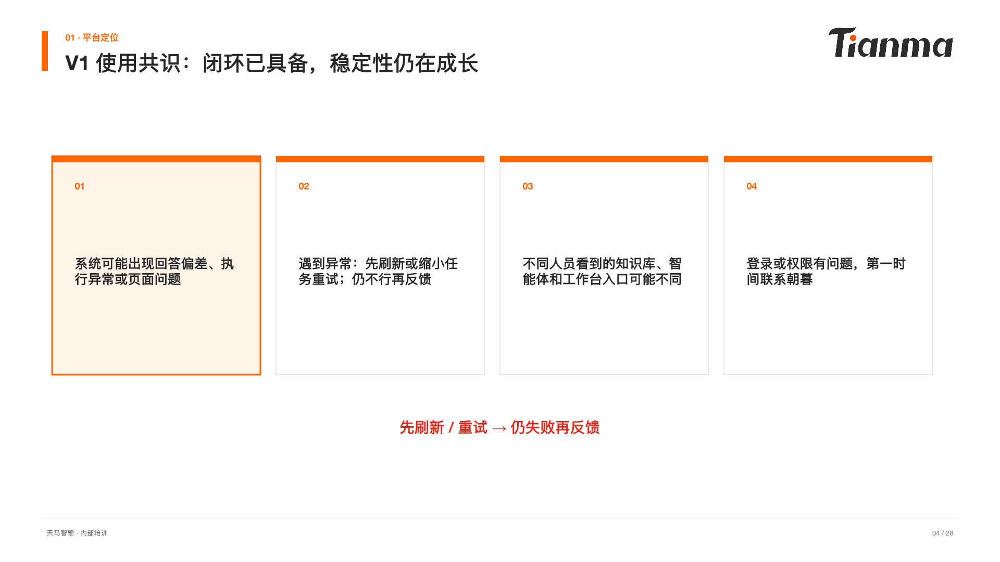 01 · 平台定位
V1 使用共识：闭环已具备，稳定性仍在成长
Tianma
01
系统可能出现回答偏差、执
行异常或页面问题
02
遇到异常：先刷新或缩小任
务重试；仍不行再反馈
03
不同人员看到的知识库、智
能体和工作台入口可能不同
04
登录或权限有问题，第一时
间联系朝暮
先刷新 / 重试 → 仍失败再反馈
天马智擎 · 内部培训
04 / 28